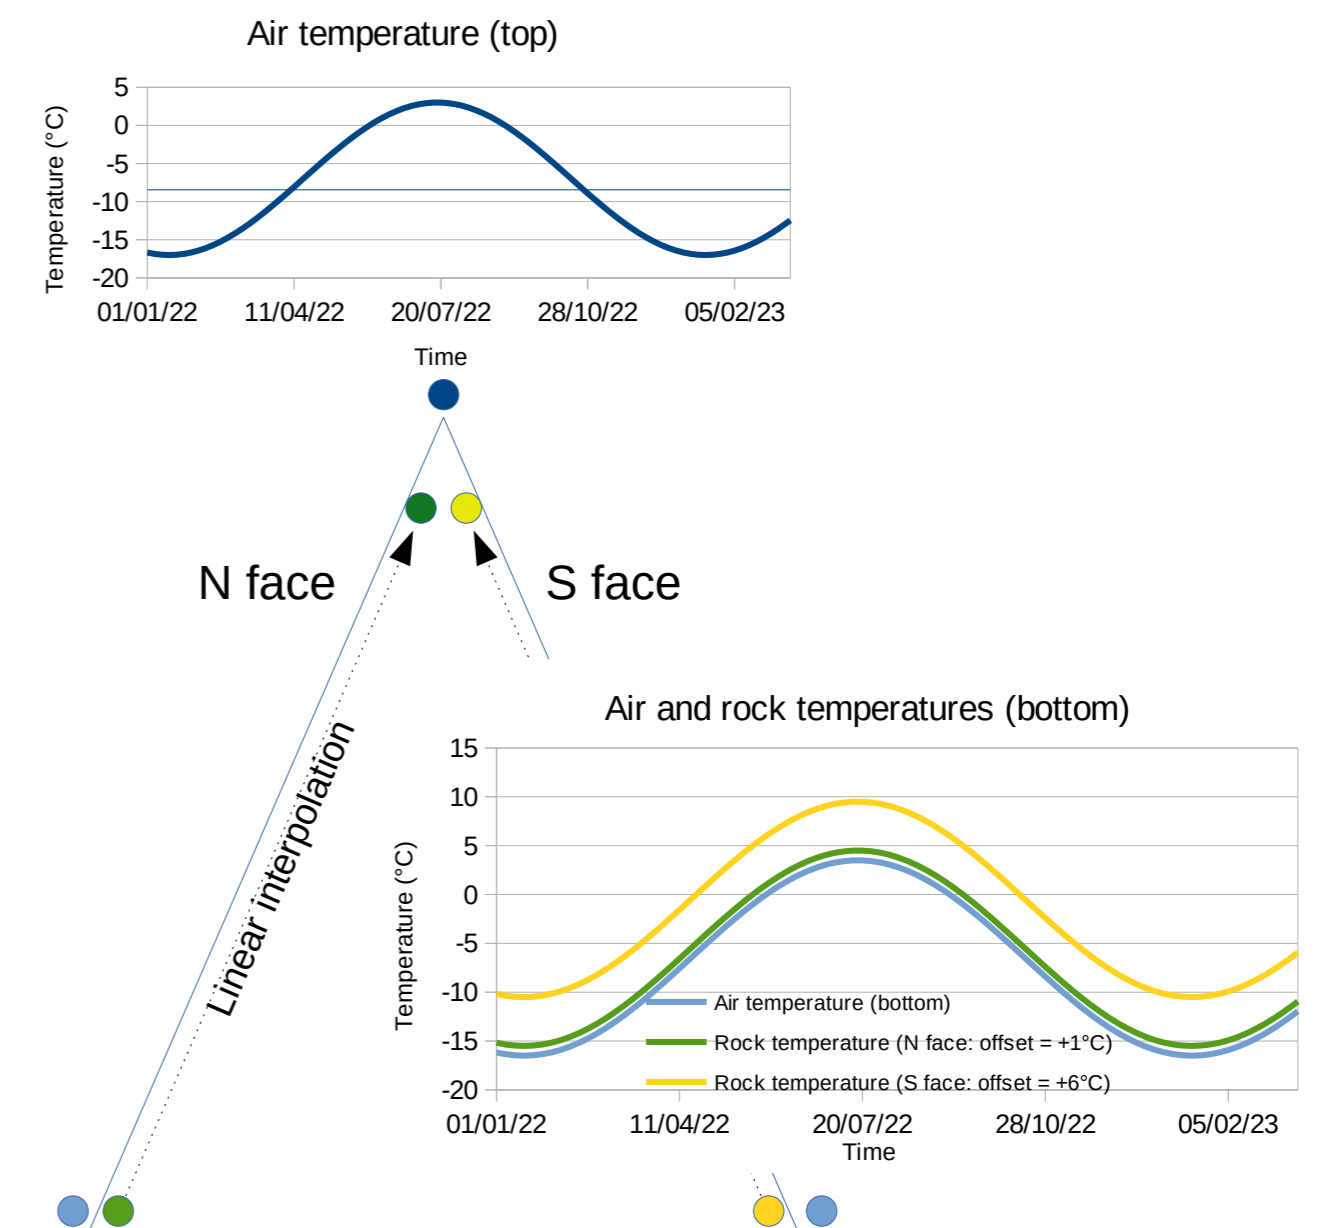 Air temperature (top)
Temperature (°C)
5
0
-5
-10
-15
-20
01/01/22 11/04/22 20/07/22 28/10/22 05/02/23
Time
N face
S face
Linear interpolation
Air and rock temperatures (bottom)
Temperature (°C)
15
10
5
0
-5
-10
-15
-20
Air temperature (bottom)
Rock temperature (N face: offset = +1°C)
Rock temperature (S face: offset = +6°C)
01/01/22 11/04/22 20/07/22 28/10/22 05/02/23
Time